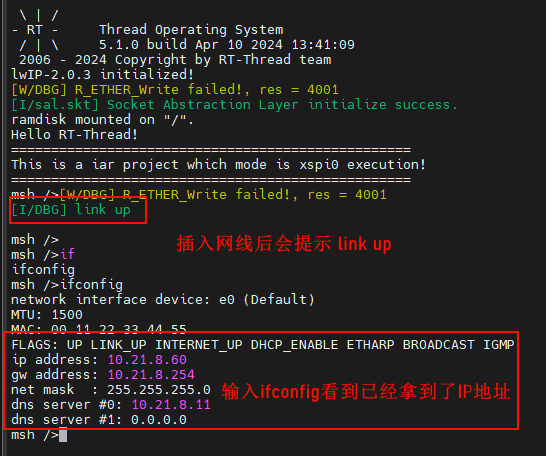 \ | /
- RT -     Thread Operating System
 / | \     5.1.0 build Apr 10 2024 13:41:09
 2006 - 2024 Copyright by RT-Thread team
lwIP-2.0.3 initialized!
[W/DBG] R_ETHER_Write failed!, res = 4001
[I/sal.skt] Socket Abstraction Layer initialize success.
ramdisk mounted on "/".
Hello RT-Thread!
==================================================
This is a iar project which mode is xspi0 execution!
==================================================
msh />[W/DBG] R_ETHER_Write failed!, res = 4001
[I/DBG] link up
插入网线后会提示 link up
msh />
msh />if
ifconfig
msh />ifconfig
network interface device: e0 (Default)
MTU: 1500
MAC: 00 11 22 33 44 55
FLAGS: UP LINK_UP INTERNET_UP DHCP_ENABLE ETHARP BROADCAST IGMP
ip address: 10.21.8.60
gw address: 10.21.8.254
net mask  : 255.255.255.0
输入ifconfig看到已经拿到了IP地址
dns server #0: 10.21.8.11
dns server #1: 0.0.0.0
msh />